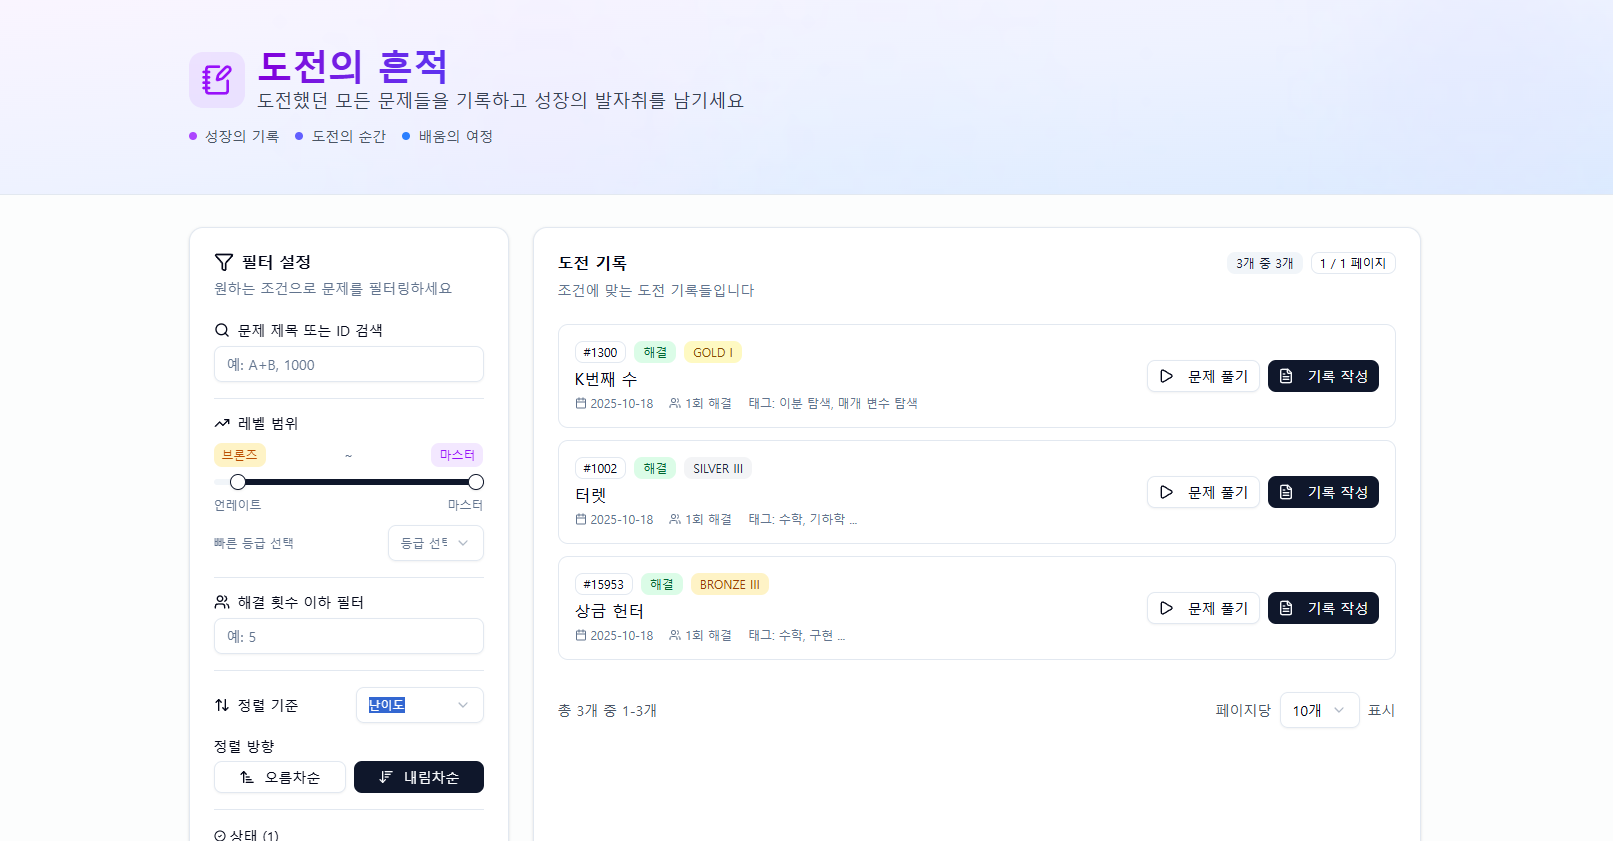 도전의 흔적
도전했던 모든 문제들을 기록하고 성장의 발자취를 남기세요
성장의 기록 도전의 순간 배움의 여정
필터 설정
원하는 조건으로 문제를 필터링하세요
문제 제목 또는 ID 검색
예: A+B, 1000
레벨 범위
브론즈 ~ 마스터
언레이트 마스터
빠른 등급 선택 등급 선택
해결 횟수 이하 필터
예: 5
정렬 기준 난이도
정렬 방향
오름차순 내림차순
상태 (1)
도전 기록 3개 중 3개 1 / 1 페이지
조건에 맞는 도전 기록들입니다
#1300 해결 GOLD I
K번째 수
2025-10-18 1회 해결 태그: 이분 탐색, 매개 변수 탐색
문제 풀기 기록 작성
#1002 해결 SILVER III
터렛
2025-10-18 1회 해결 태그: 수학, 기하학 ...
문제 풀기 기록 작성
#15953 해결 BRONZE III
상금 헌터
2025-10-18 1회 해결 태그: 수학, 구현 ...
문제 풀기 기록 작성
총 3개 중 1-3개 페이지당 10개 표시